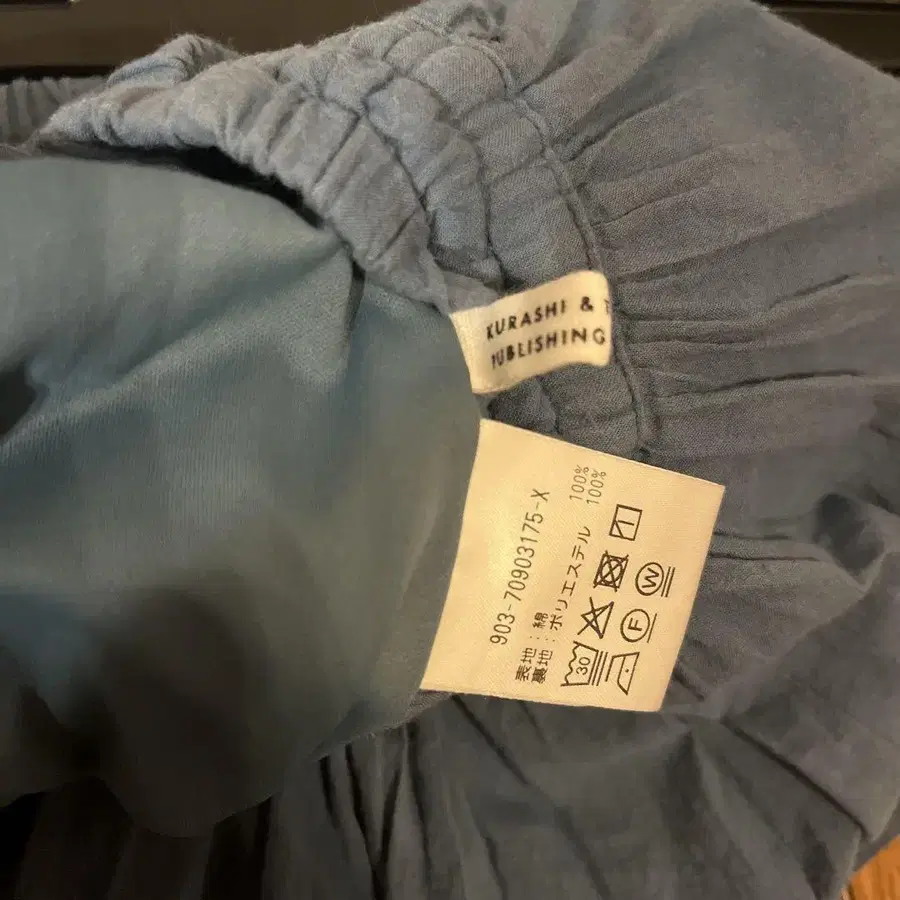 KURASHI &
PUBLISHING
903-70903175-X
表地:綿 100%
裏地:ポリエステル 100%
30
F W